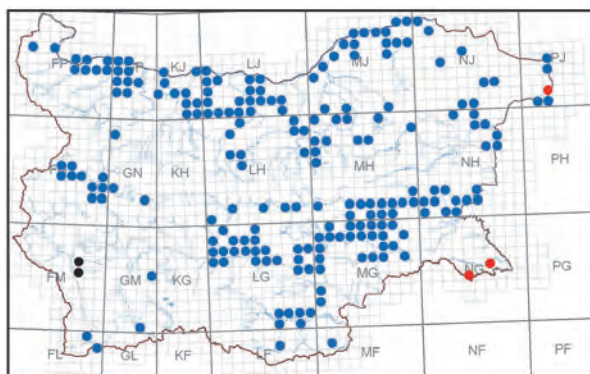 FP KJ LJ MJ NJ PJ
GN KH LH MH NH PH
FM GM KG LG MG NG PG
FL GL KF LF MF NF PF